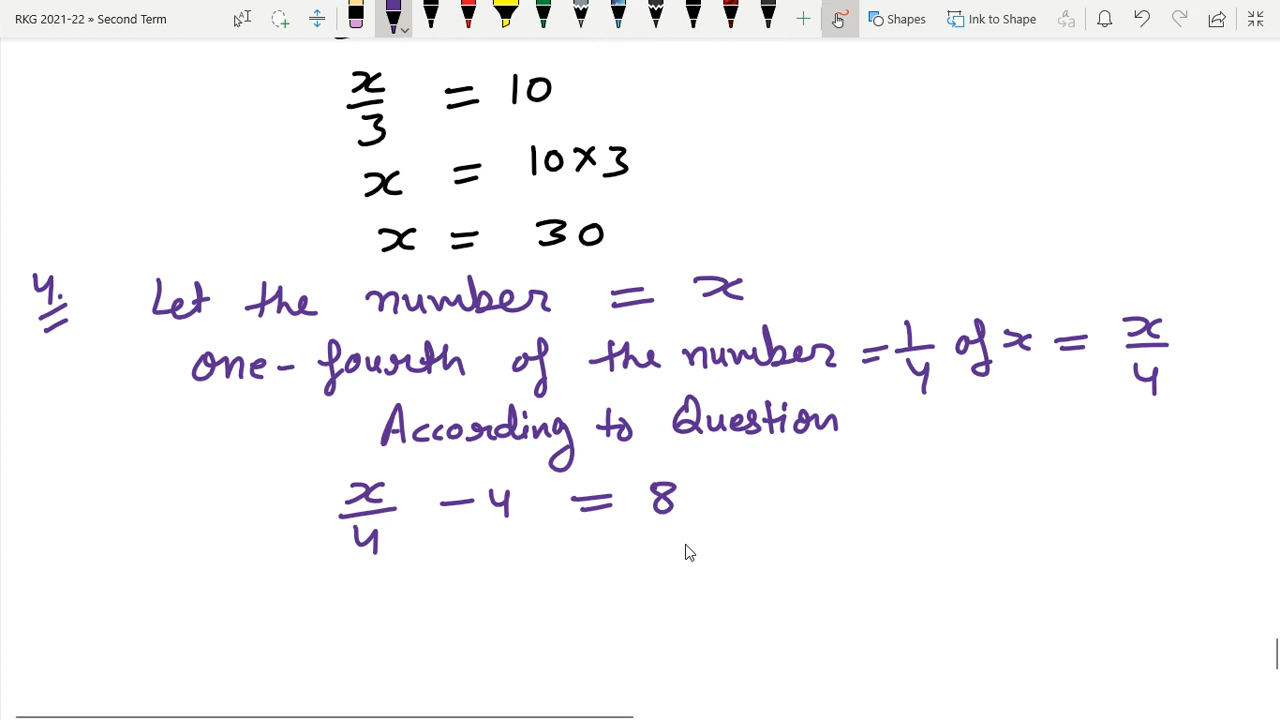 RKG 2021-22 » Second Term
Shapes
Ink to Shape
x/3 = 10
x = 10×3
x = 30
4. Let the number = x
one-fourth of the number = 1/4 of x = x/4
According to Question
x/4 - 4 = 8